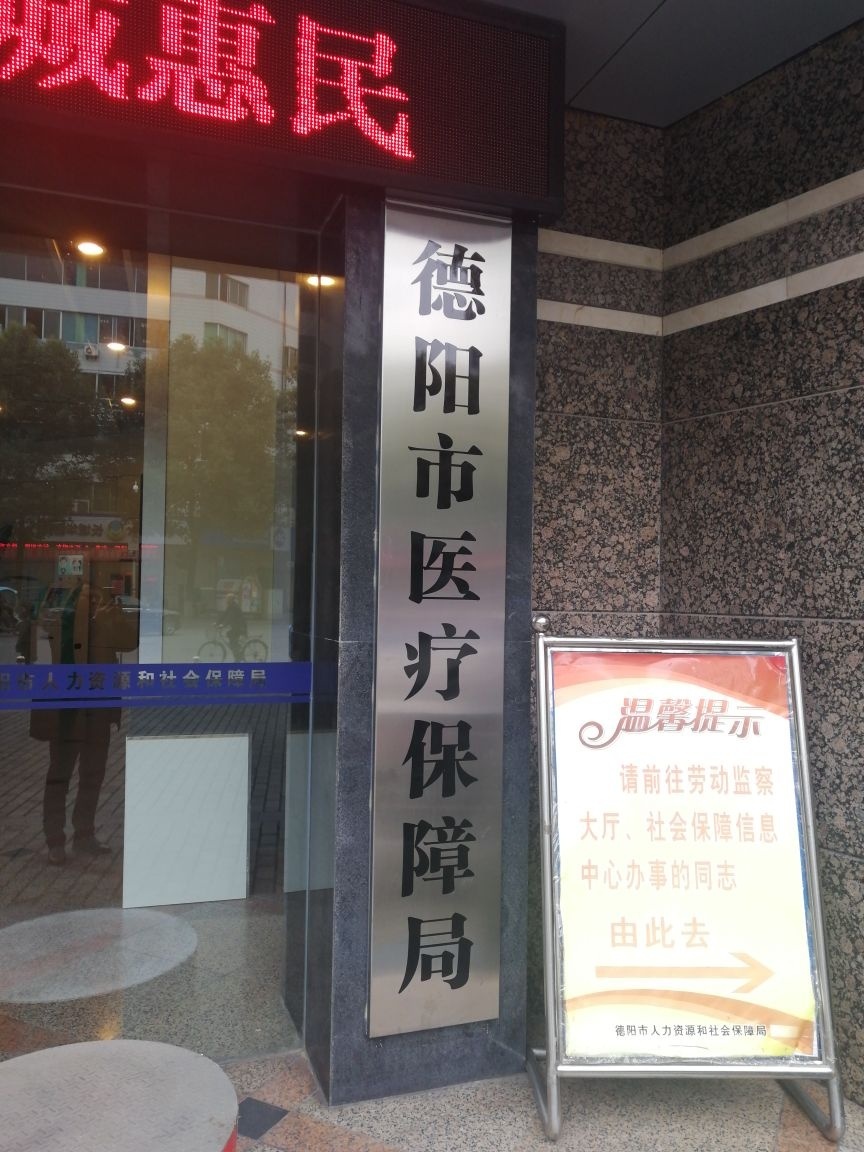 诚惠民
德阳市医疗保障局
阳市人力资源和社会保障局
温馨提示
请前往劳动监察
大厅、社会保障信息
中心办事的同志
由此去
德阳市人力资源和社会保障局